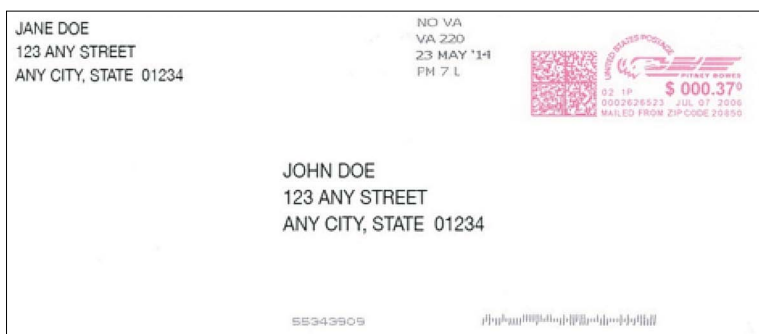 JANE DOE
123 ANY STREET
ANY CITY, STATE 01234
NO VA
VA 220
23 MAY '14
PM 7 L
UNITED STATES POSTAGE
PITNEY BOWES
02 1P $ 000.37⁰
0002626523 JUL 07 2006
MAILED FROM ZIP CODE 20850
JOHN DOE
123 ANY STREET
ANY CITY, STATE 01234
55343909